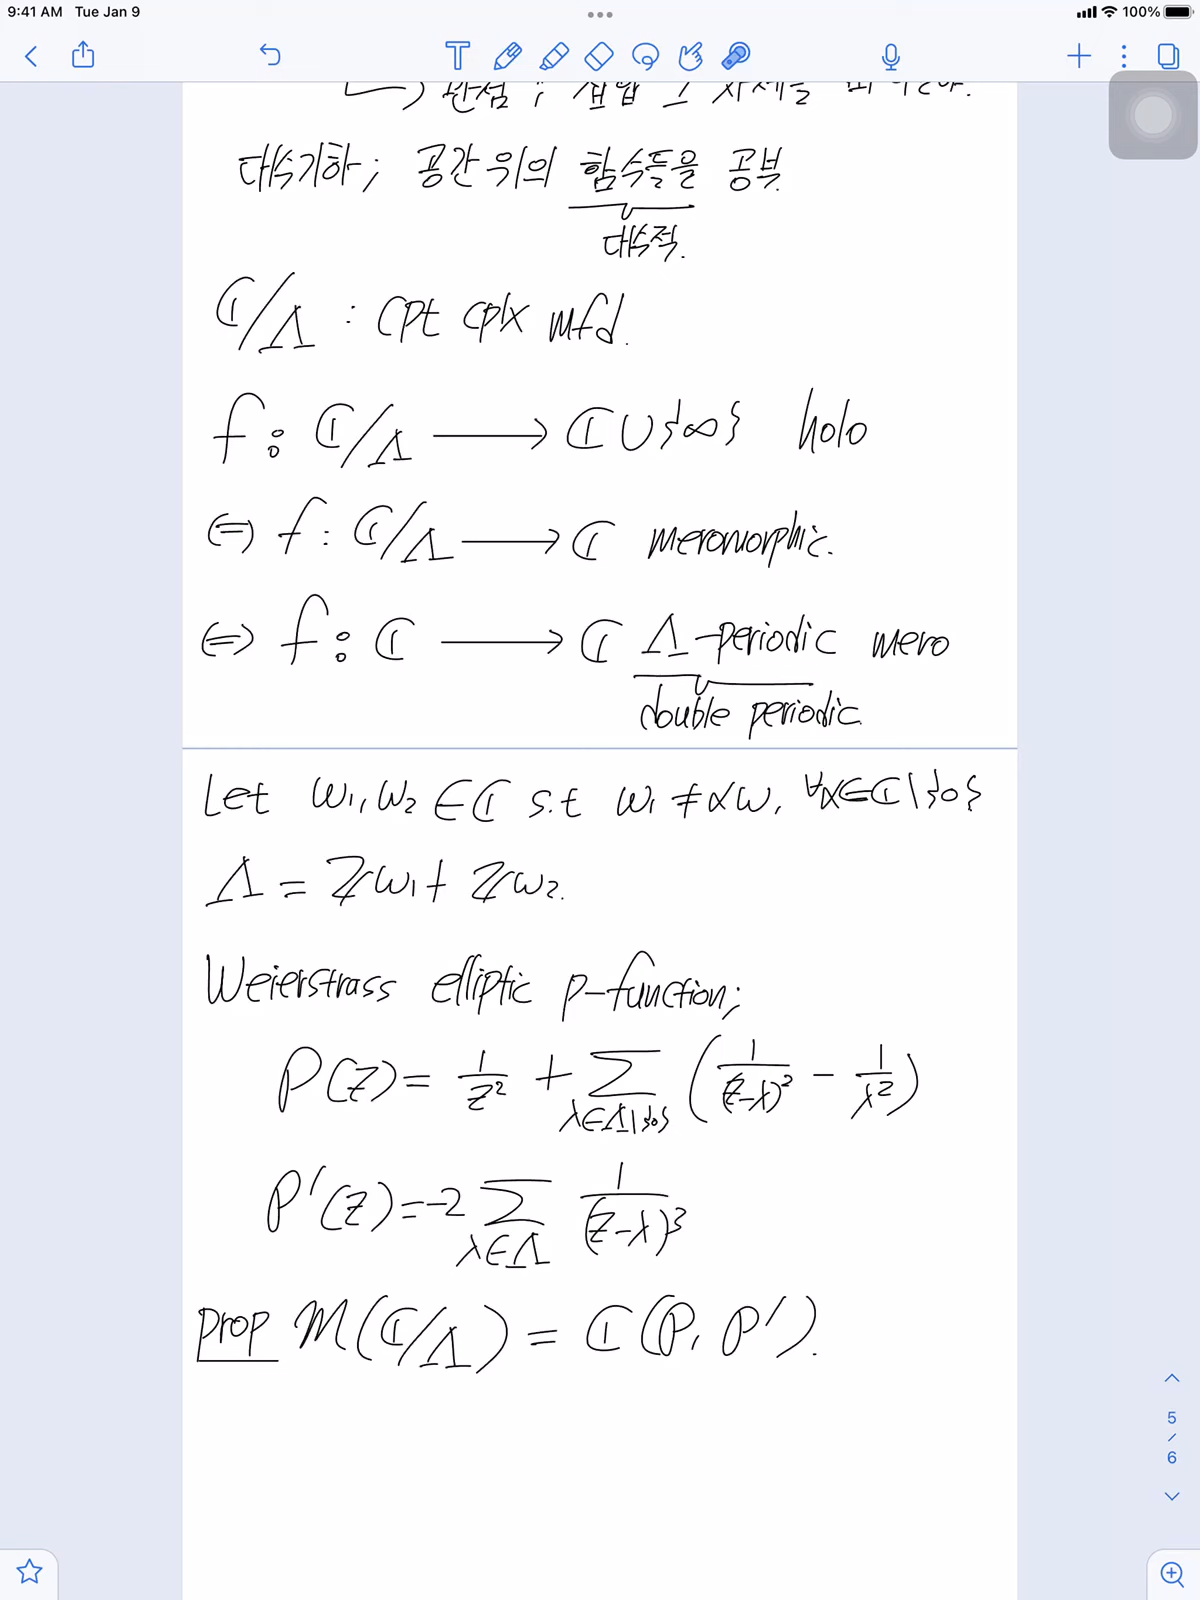 9:41 AM Tue Jan 9
100%
대수기하; 공간 위의 함수들을 공부
대수적.
ℂ/Λ : cpt cplx mfd.
f : ℂ/Λ ⟶ ℂ ∪ {∞} holo
⇔ f : ℂ/Λ ⟶ ℂ meromorphic.
⇔ f : ℂ ⟶ ℂ Λ-periodic mero
double periodic.
Let ω₁, ω₂ ∈ ℂ s.t ω₁ ≠ αω, ∀α ∈ ℂ∖{0}
Λ = ℤω₁ + ℤω₂.
Weierstrass elliptic p-function;
P(z) = 1/z² + Σ_{λ∈Λ∖{0}} (1/(z-λ)² - 1/λ²)
P'(z) = -2 Σ_{λ∈Λ} 1/(z-λ)³
Prop M(ℂ/Λ) = ℂ(P, P').
5
/
6